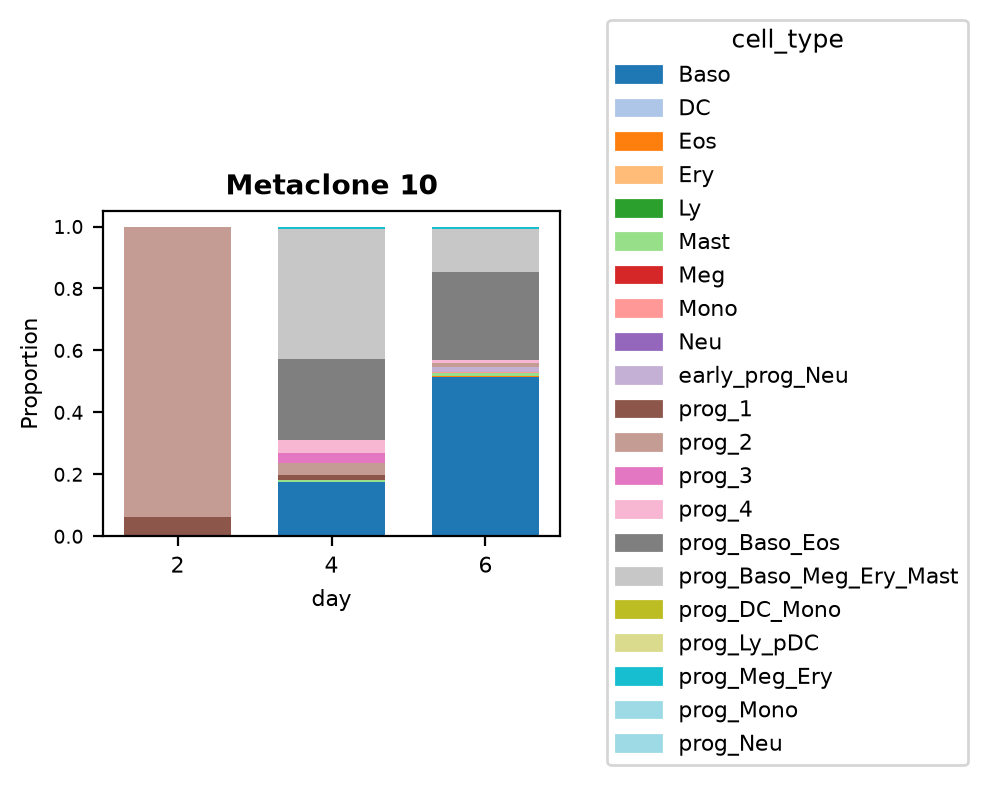 Metaclone 10
Proportion
1.0
0.8
0.6
0.4
0.2
0.0
2 4 6
day
cell_type
Baso
DC
Eos
Ery
Ly
Mast
Meg
Mono
Neu
early_prog_Neu
prog_1
prog_2
prog_3
prog_4
prog_Baso_Eos
prog_Baso_Meg_Ery_Mast
prog_DC_Mono
prog_Ly_pDC
prog_Meg_Ery
prog_Mono
prog_Neu